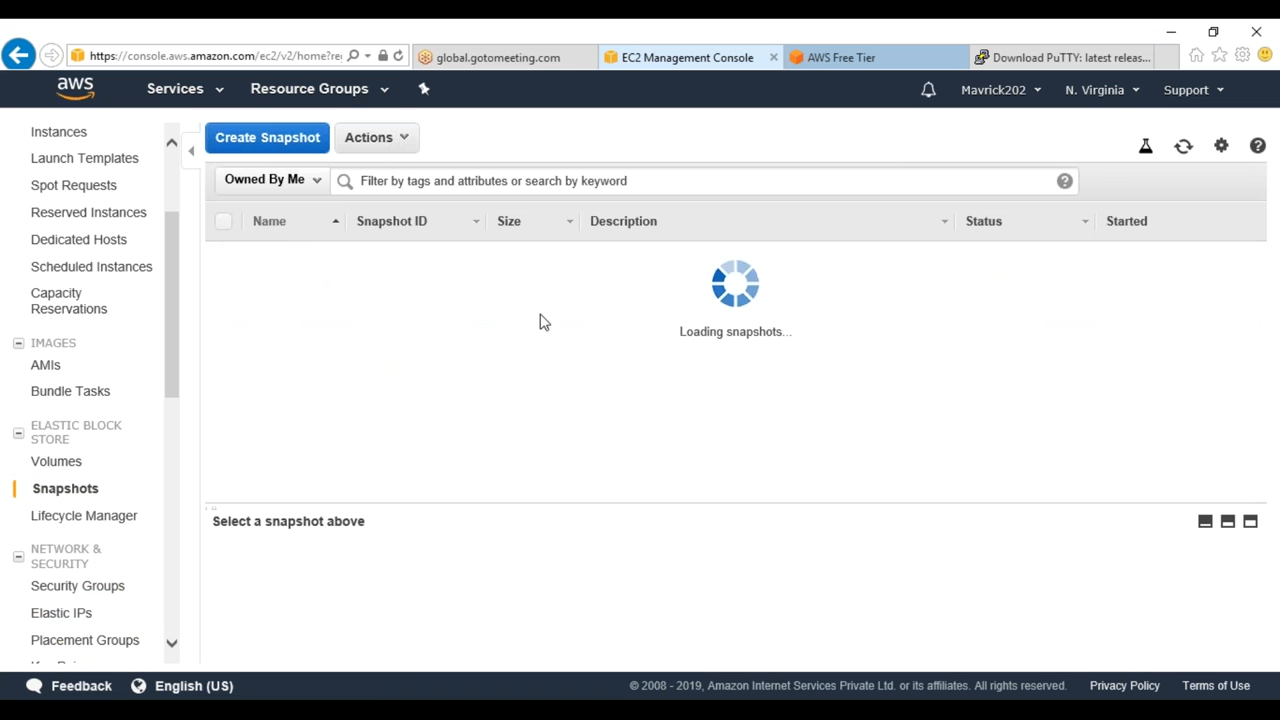 https://console.aws.amazon.com/ec2/v2/home?re
global.gotomeeting.com
EC2 Management Console
AWS Free Tier
Download PuTTY: latest releas...
aws
Services
Resource Groups
Mavrick202
N. Virginia
Support
Instances
Launch Templates
Spot Requests
Reserved Instances
Dedicated Hosts
Scheduled Instances
Capacity
Reservations
IMAGES
AMIs
Bundle Tasks
ELASTIC BLOCK
STORE
Volumes
Snapshots
Lifecycle Manager
NETWORK &
SECURITY
Security Groups
Elastic IPs
Placement Groups
Create Snapshot
Actions
Owned By Me
Filter by tags and attributes or search by keyword
Name
Snapshot ID
Size
Description
Status
Started
Loading snapshots...
Select a snapshot above
Feedback
English (US)
© 2008 - 2019, Amazon Internet Services Private Ltd. or its affiliates. All rights reserved.
Privacy Policy
Terms of Use